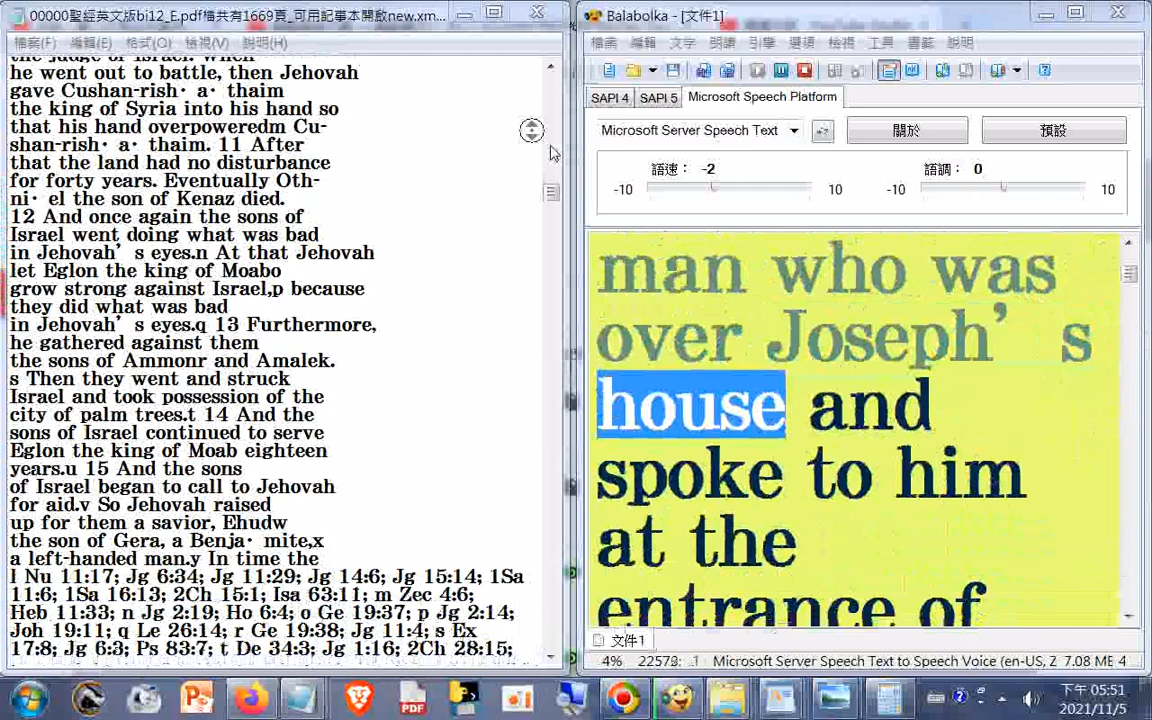 00000聖經英文版bi12_E.pdf檔共有1669頁_可用記事本開啟new.xm...
檔案(F) 編輯(E) 格式(O) 檢視(V) 說明(H)
the judge of Israel. When
he went out to battle, then Jehovah
gave Cushan-rish· a· thaim
the king of Syria into his hand so
that his hand overpoweredm Cu-
shan-rish· a· thaim. 11 After
that the land had no disturbance
for forty years. Eventually Oth-
ni· el the son of Kenaz died.
12 And once again the sons of
Israel went doing what was bad
in Jehovah’s eyes.n At that Jehovah
let Eglon the king of Moabo
grow strong against Israel,p because
they did what was bad
in Jehovah’s eyes.q 13 Furthermore,
he gathered against them
the sons of Ammonr and Amalek.
s Then they went and struck
Israel and took possession of the
city of palm trees.t 14 And the
sons of Israel continued to serve
Eglon the king of Moab eighteen
years.u 15 And the sons
of Israel began to call to Jehovah
for aid.v So Jehovah raised
up for them a savior, Ehudw
the son of Gera, a Benja· mite,x
a left-handed man.y In time the
l Nu 11:17; Jg 6:34; Jg 11:29; Jg 14:6; Jg 15:14; 1Sa
11:6; 1Sa 16:13; 2Ch 15:1; Isa 63:11; m Zec 4:6;
Heb 11:33; n Jg 2:19; Ho 6:4; o Ge 19:37; p Jg 2:14;
Joh 19:11; q Le 26:14; r Ge 19:38; Jg 11:4; s Ex
17:8; Jg 6:3; Ps 83:7; t De 34:3; Jg 1:16; 2Ch 28:15;
Balabolka - [文件1]
檔案 編輯 文字 朗讀 引擎 選項 檢視 工具 書籤 說明
SAPI 4 SAPI 5 Microsoft Speech Platform
Microsoft Server Speech Text 關於 預設
語速： -2 語調： 0
-10 10 -10 10
man who was
over Joseph’s
house and
spoke to him
at the
entrance of
文件1
4% Microsoft Server Speech Text to Speech Voice (en-US, Z 7.08 ME 4
PDF
下午 05:51
2021/11/5